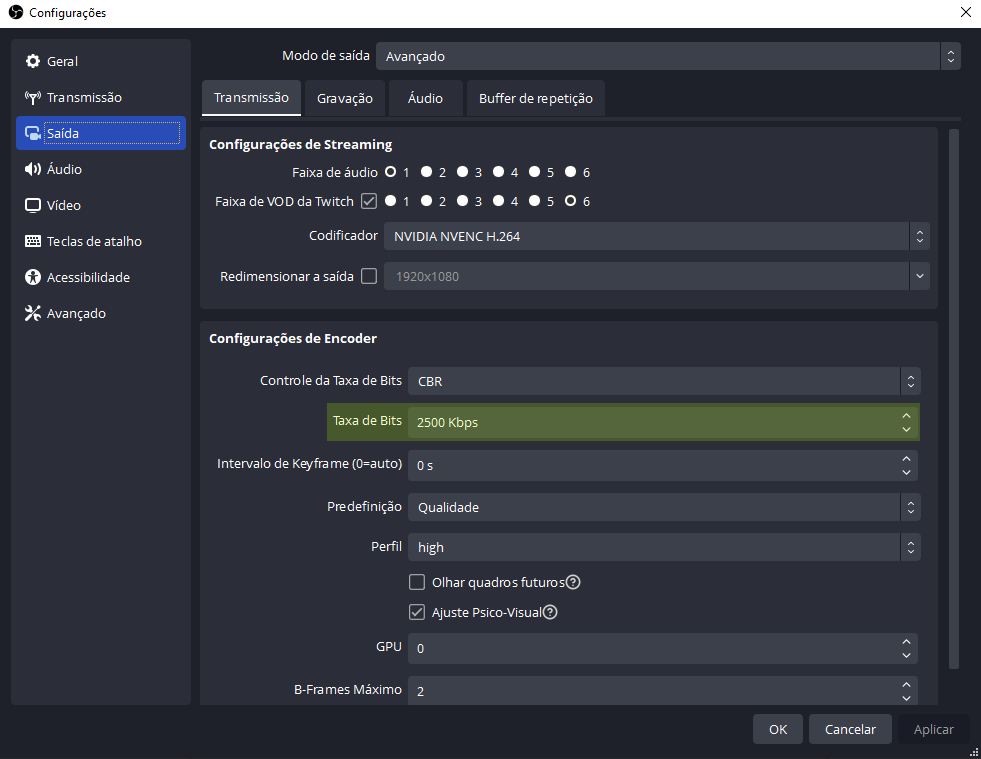 Configurações
Geral
Transmissão
Saída
Áudio
Vídeo
Teclas de atalho
Acessibilidade
Avançado
Modo de saída Avançado
Transmissão Gravação Áudio Buffer de repetição
Configurações de Streaming
Faixa de áudio 1 2 3 4 5 6
Faixa de VOD da Twitch 1 2 3 4 5 6
Codificador NVIDIA NVENC H.264
Redimensionar a saída 1920x1080
Configurações de Encoder
Controle da Taxa de Bits CBR
Taxa de Bits 2500 Kbps
Intervalo de Keyframe (0=auto) 0 s
Predefinição Qualidade
Perfil high
Olhar quadros futuros?
Ajuste Psico-Visual?
GPU 0
B-Frames Máximo 2
OK Cancelar Aplicar